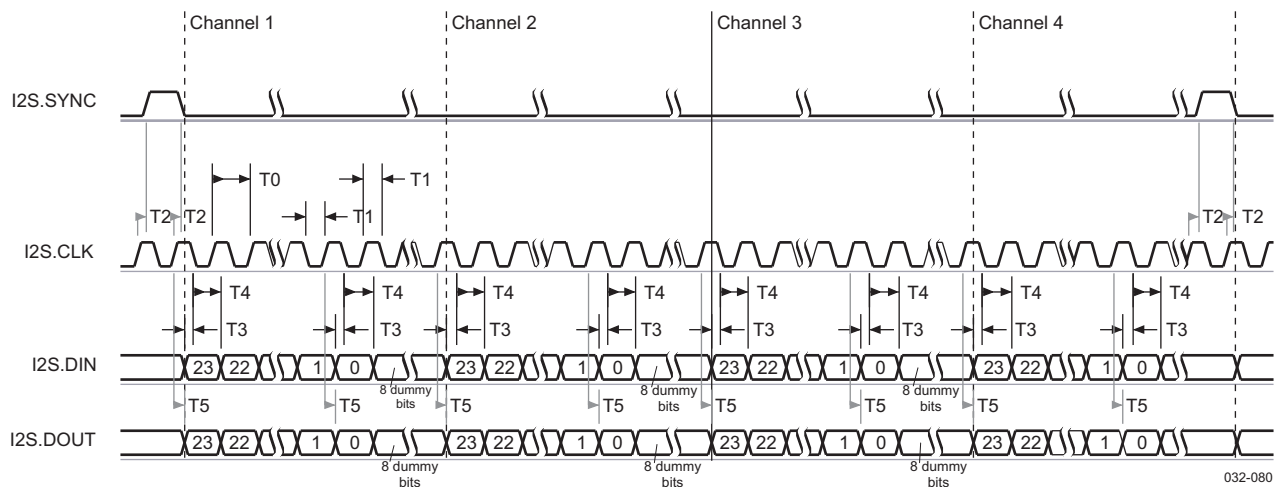 Channel 1 Channel 2 Channel 3 Channel 4
I2S.SYNC
T0 T1
T2 T2 T1 T2 T2
I2S.CLK
T4 T4 T4 T4 T4 T4 T4 T4
T3 T3 T3 T3 T3 T3 T3 T3
I2S.DIN 23 22 1 0 23 22 1 0 23 22 1 0 23 22 1 0
8 dummy bits 8 dummy bits 8 dummy bits
T5 T5 T5 T5 T5 T5 T5 T5
I2S.DOUT 23 22 1 0 23 22 1 0 23 22 1 0 23 22 1 0
8 dummy bits 8 dummy bits 8 dummy bits
032-080